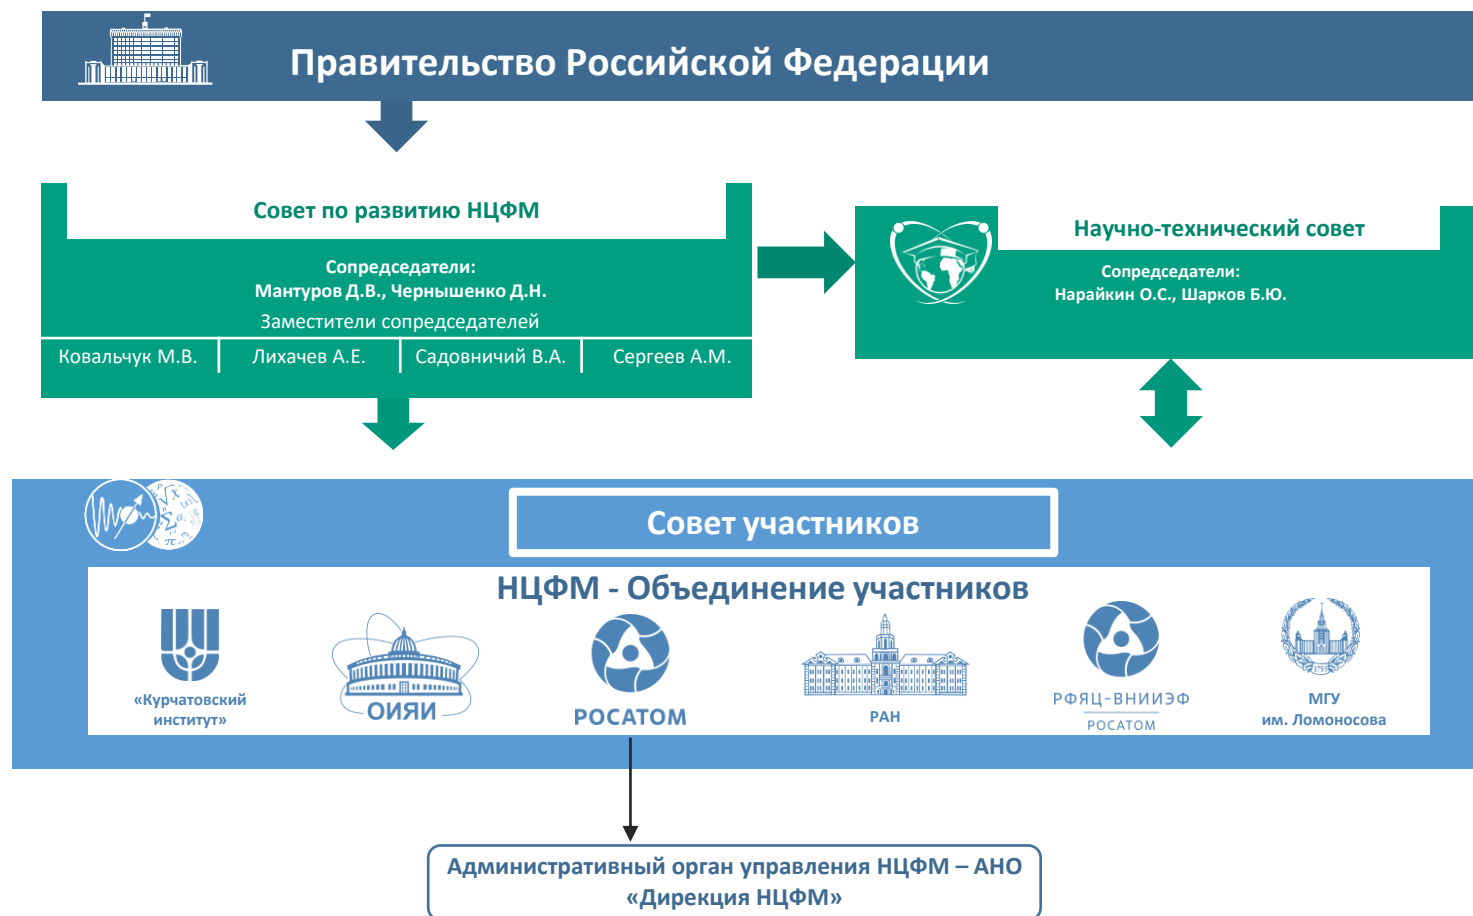 Правительство Российской Федерации
Совет по развитию НЦФМ
Сопредседатели:
Мантуров Д.В., Чернышенко Д.Н.
Заместители сопредседателей
Ковальчук М.В.
Лихачев А.Е.
Садовничий В.А.
Сергеев А.М.
Научно-технический совет
Сопредседатели:
Нарайкин О.С., Шарков Б.Ю.
Совет участников
НЦФМ - Объединение участников
«Курчатовский
институт»
ОИЯИ
РОСАТОМ
РАН
РФЯЦ-ВНИИЭФ
РОСАТОМ
1755
МГУ
им. Ломоносова
Административный орган управления НЦФМ – АНО
«Дирекция НЦФМ»